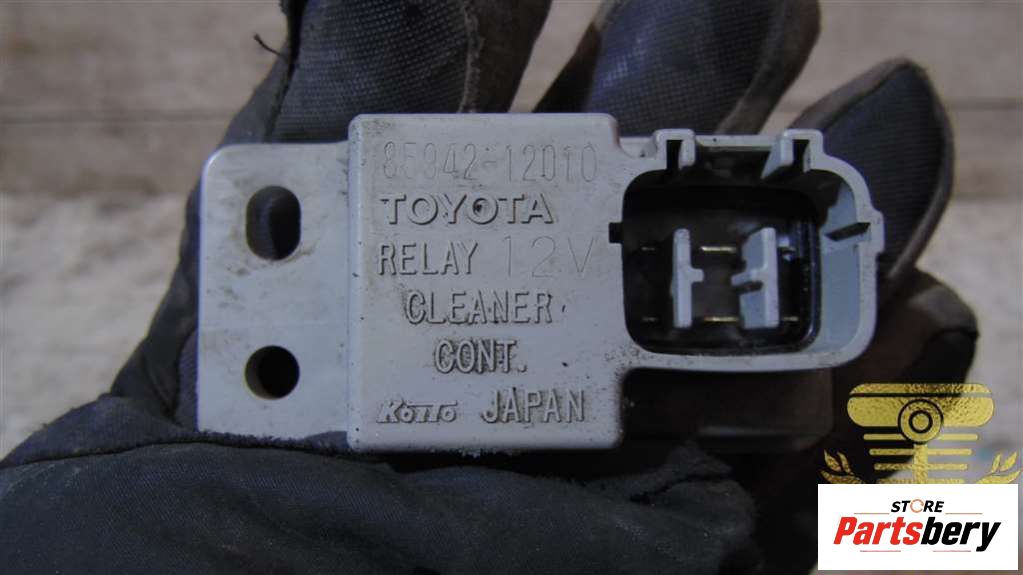 85942-12010
TOYOTA
RELAY 12V
CLEANER
CONT.
KOITO JAPAN
STORE
Partsbery